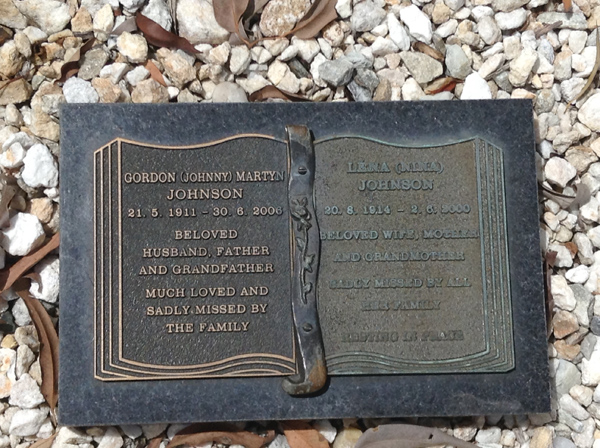 GORDON (JOHNNY) MARTYN
JOHNSON
21. 5. 1911 - 30. 6. 2006
BELOVED
HUSBAND, FATHER
AND GRANDFATHER
MUCH LOVED AND
SADLY MISSED BY
THE FAMILY
LENA
JOHNSON
20. 8. 1914 - 2.
BELOVED WIFE, MOTHER
AND GRANDMOTHER
SADLY MISSED BY ALL
HER FAMILY
RESTING IN PEACE